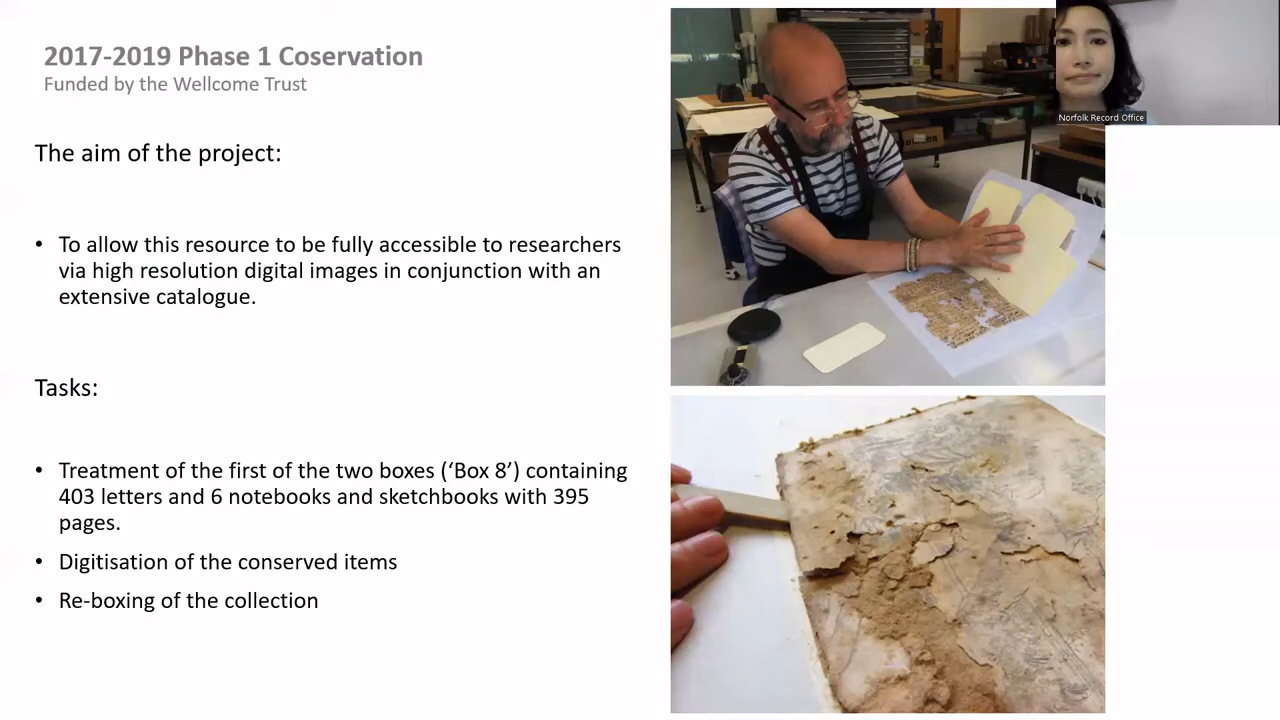 2017-2019 Phase 1 Coservation
Funded by the Wellcome Trust
Norfolk Record Office
The aim of the project:
• To allow this resource to be fully accessible to researchers
via high resolution digital images in conjunction with an
extensive catalogue.
Tasks:
• Treatment of the first of the two boxes (‘Box 8’) containing
403 letters and 6 notebooks and sketchbooks with 395
pages.
• Digitisation of the conserved items
• Re-boxing of the collection